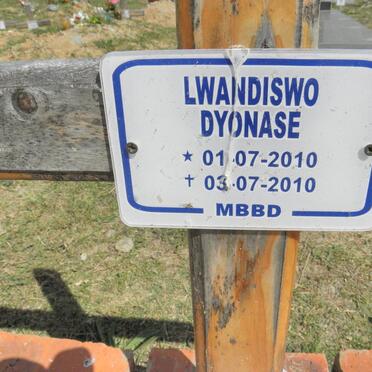 LWANDISWO
DYONASE
★ 01-07-2010
✝ 03-07-2010
MBBD